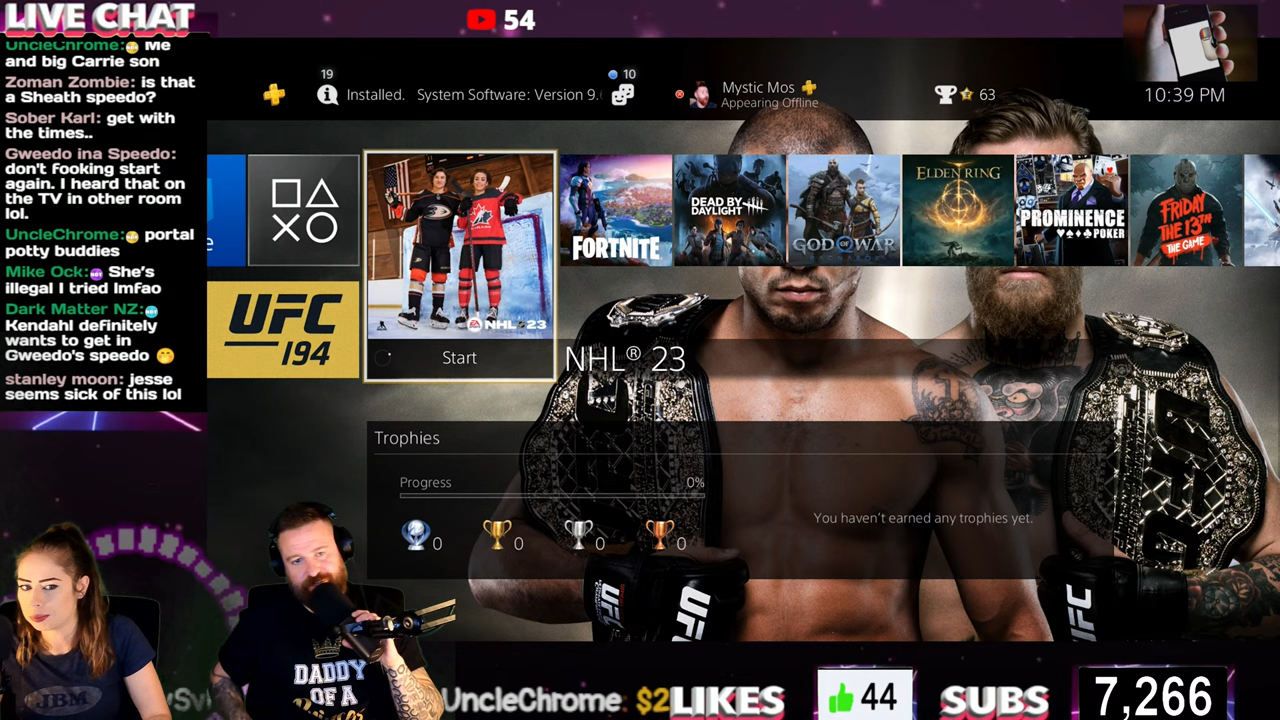 LIVE CHAT
54
UncleChrome: Me
and big Carrie son
Zoman Zombie: is that
a Sheath speedo?
Sober Karl: get with
the times..
Gweedo ina Speedo:
don't fooking start
again. I heard that on
the TV in other room
lol.
UncleChrome: portal
potty buddies
Mike Ock: She's
illegal I tried lmfao
Dark Matter NZ:
Kendahl definitely
wants to get in
Gweedo's speedo
stanley moon: jesse
seems sick of this lol
19
Installed. System Software: Version 9.
10
Mystic Mos
Appearing Offline
63
10:39 PM
NHL 23
FORTNITE
DEAD BY
DAYLIGHT
GOD OF WAR
ELDEN RING
PROMINENCE
POKER
FRIDAY
THE 13TH
THE GAME
UFC
194
Start
NHL® 23
Trophies
Progress
0%
0
0
0
0
You haven't earned any trophies yet.
UFC
UFC
UFC
UFC
JBM
DADDY
OF A
UncleChrome: $2
LIKES
44
SUBS
7,266